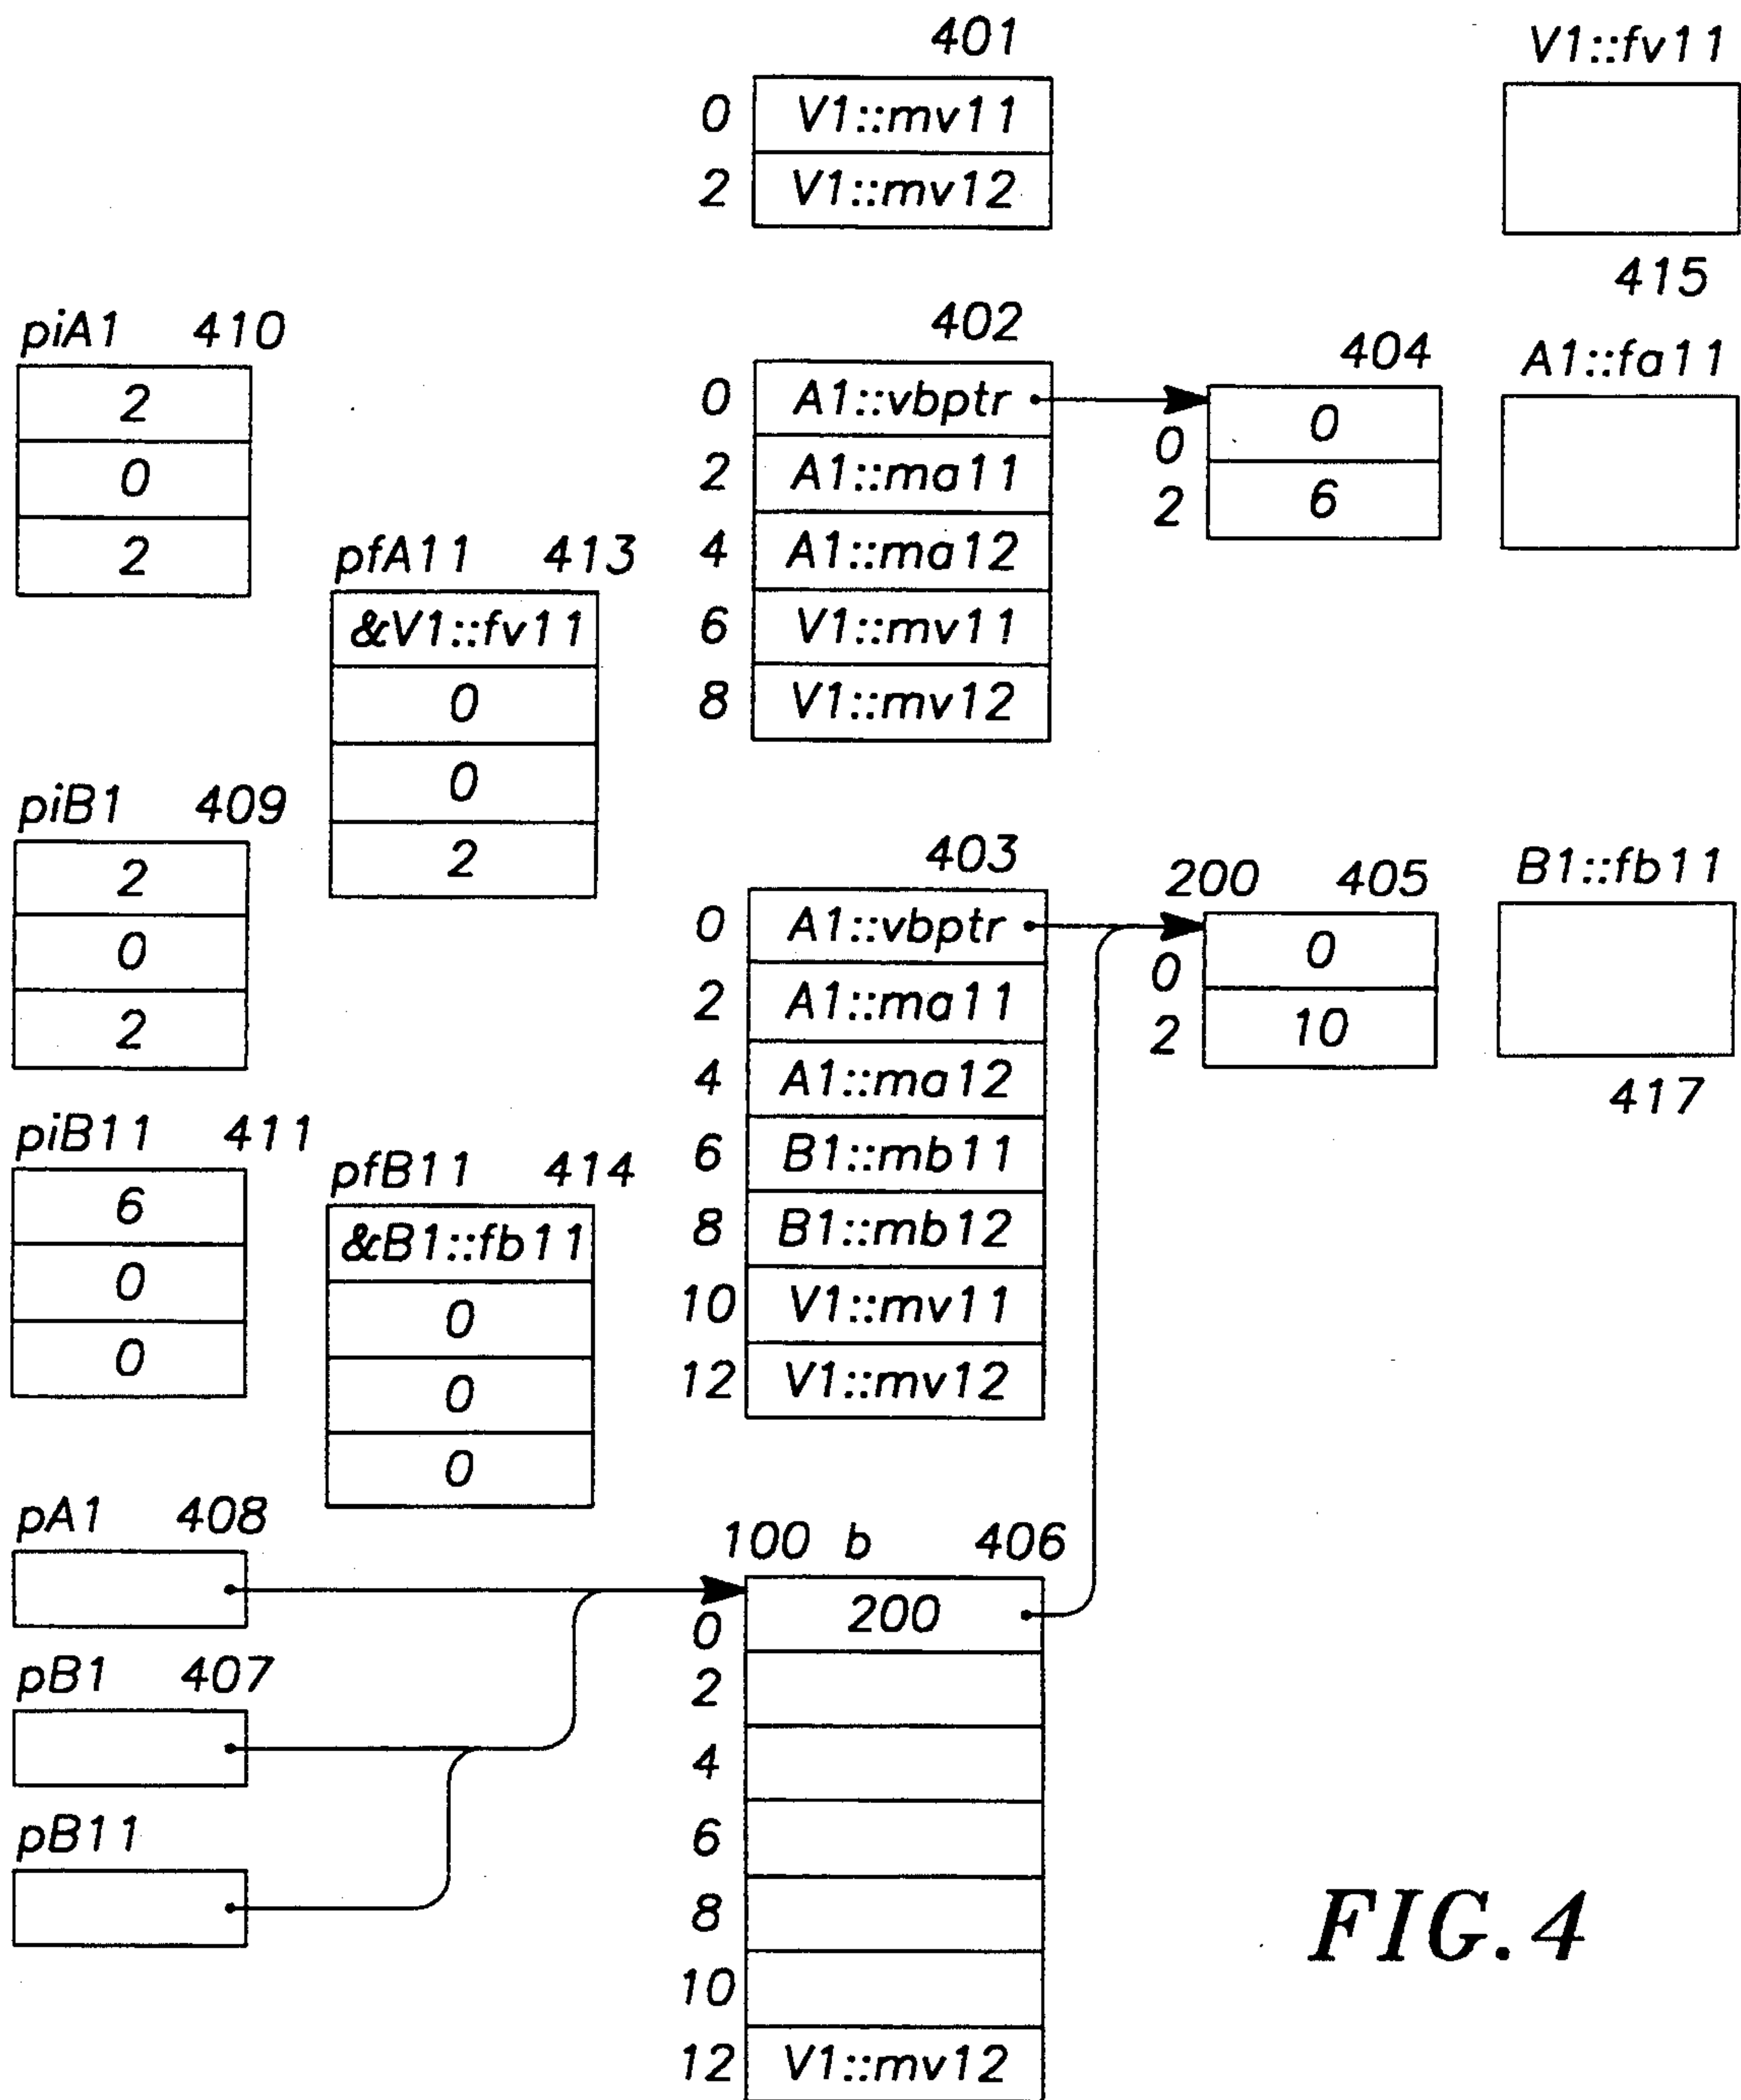 401
0 V1::mv11
2 V1::mv12
V1::fv11
415
piA1 410
2
0
2
pfA11 413
&V1::fv11
0
0
2
402
0 A1::vbptr
2 A1::ma11
4 A1::ma12
6 V1::mv11
8 V1::mv12
404
0
0
2 6
A1::fa11
piB1 409
2
0
2
403
0 A1::vbptr
2 A1::ma11
4 A1::ma12
6 B1::mb11
8 B1::mb12
10 V1::mv11
12 V1::mv12
200 405
0
0
2 10
B1::fb11
417
piB11 411
6
0
0
pfB11 414
&B1::fb11
0
0
0
pA1 408
pB1 407
pB11
100 b 406
0 200
2
4
6
8
10
12 V1::mv12
FIG.4